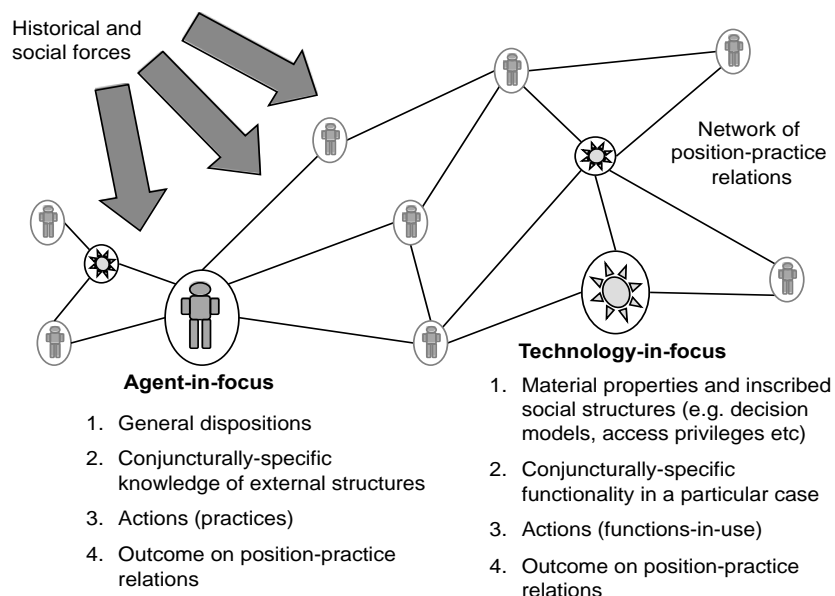 Historical and
social forces
Network of
position-practice
relations
Agent-in-focus
1. General dispositions
2. Conjuncturally-specific
knowledge of external structures
3. Actions (practices)
4. Outcome on position-practice
relations
Technology-in-focus
1. Material properties and inscribed
social structures (e.g. decision
models, access privileges etc)
2. Conjuncturally-specific
functionality in a particular case
3. Actions (functions-in-use)
4. Outcome on position-practice
relations